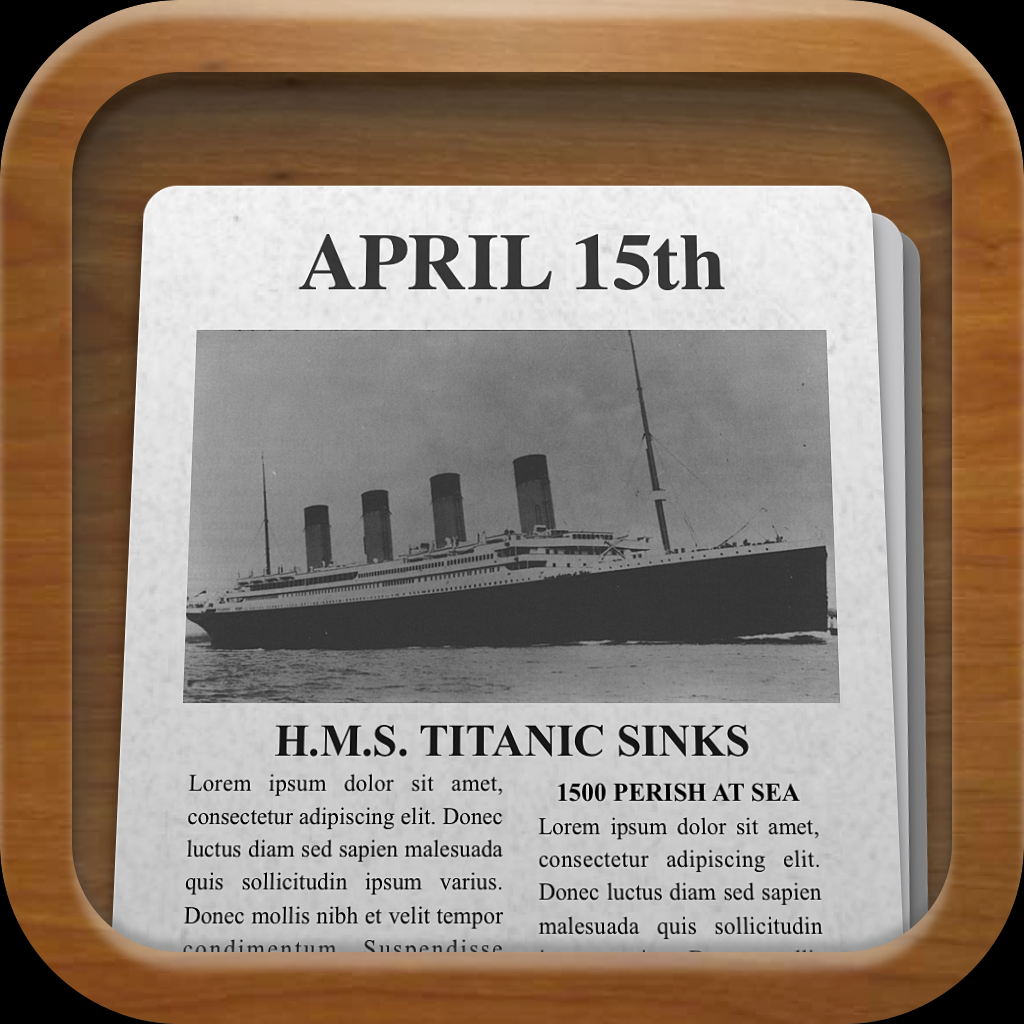 APRIL 15th
H.M.S. TITANIC SINKS
Lorem ipsum dolor sit amet,
consectetur adipiscing elit. Donec
luctus diam sed sapien malesuada
quis sollicitudin ipsum varius.
Donec mollis nibh et velit tempor
condimentum. Suspendisse
1500 PERISH AT SEA
Lorem ipsum dolor sit amet,
consectetur adipiscing elit.
Donec luctus diam sed sapien
malesuada quis sollicitudin